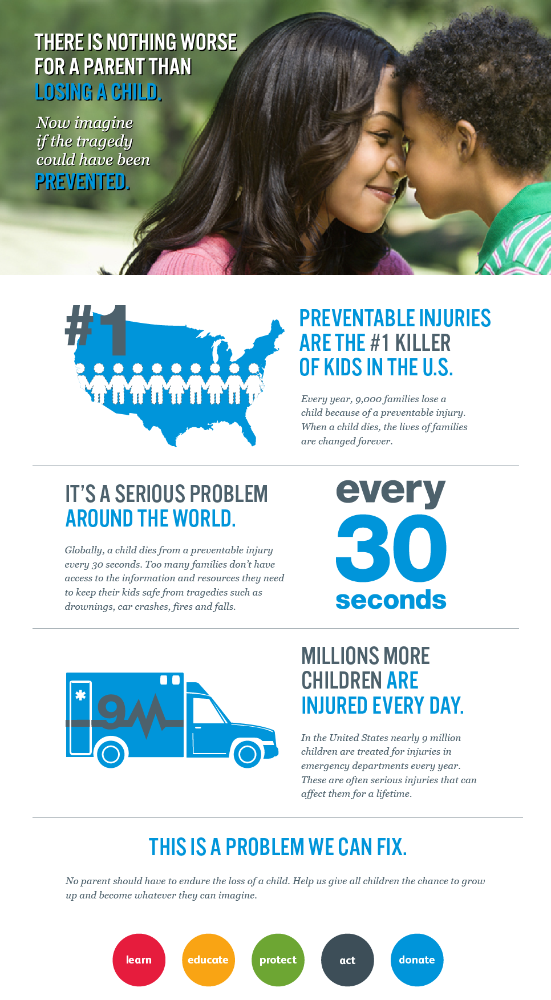 THERE IS NOTHING WORSE
FOR A PARENT THAN
LOSING A CHILD.
Now imagine
if the tragedy
could have been
PREVENTED.
#1
PREVENTABLE INJURIES
ARE THE #1 KILLER
OF KIDS IN THE U.S.
Every year, 9,000 families lose a
child because of a preventable injury.
When a child dies, the lives of families
are changed forever.
IT'S A SERIOUS PROBLEM
AROUND THE WORLD.
Globally, a child dies from a preventable injury
every 30 seconds. Too many families don't have
access to the information and resources they need
to keep their kids safe from tragedies such as
drownings, car crashes, fires and falls.
every
30
seconds
9M
MILLIONS MORE
CHILDREN ARE
INJURED EVERY DAY.
In the United States nearly 9 million
children are treated for injuries in
emergency departments every year.
These are often serious injuries that can
affect them for a lifetime.
THIS IS A PROBLEM WE CAN FIX.
No parent should have to endure the loss of a child. Help us give all children the chance to grow
up and become whatever they can imagine.
learn educate protect act donate